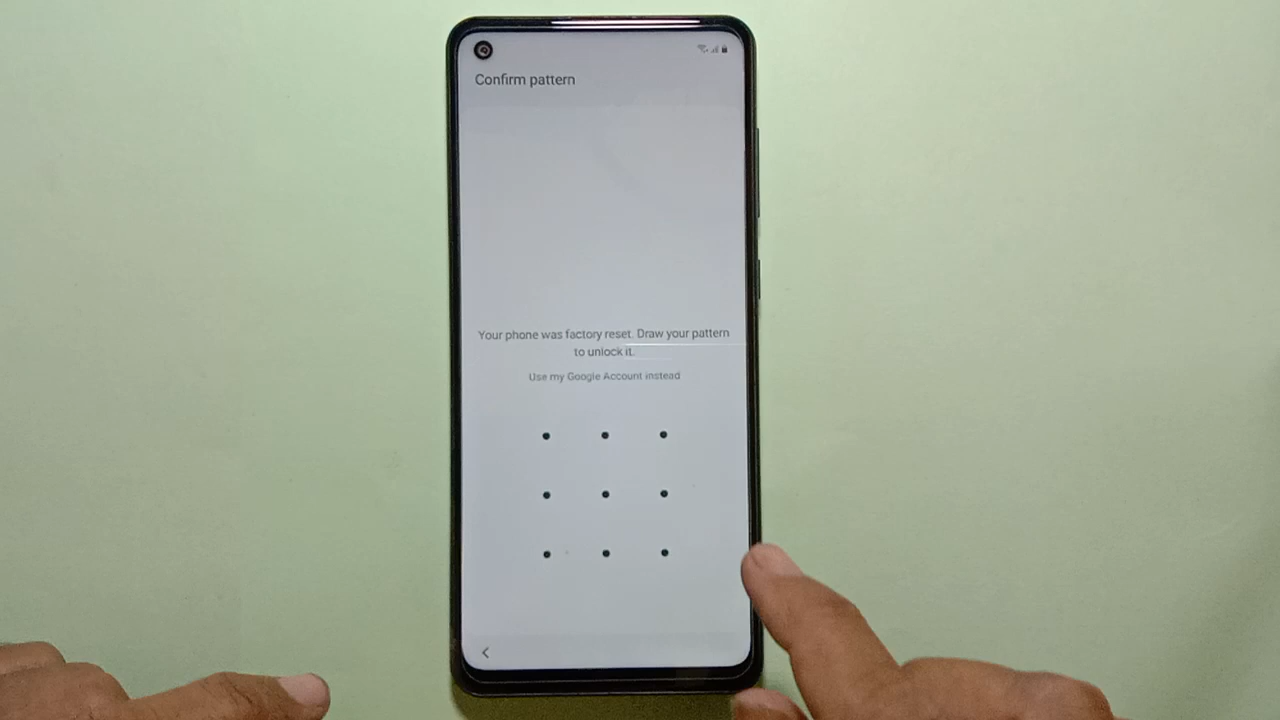 Confirm pattern
Your phone was factory reset. Draw your pattern
to unlock it.
Use my Google Account instead